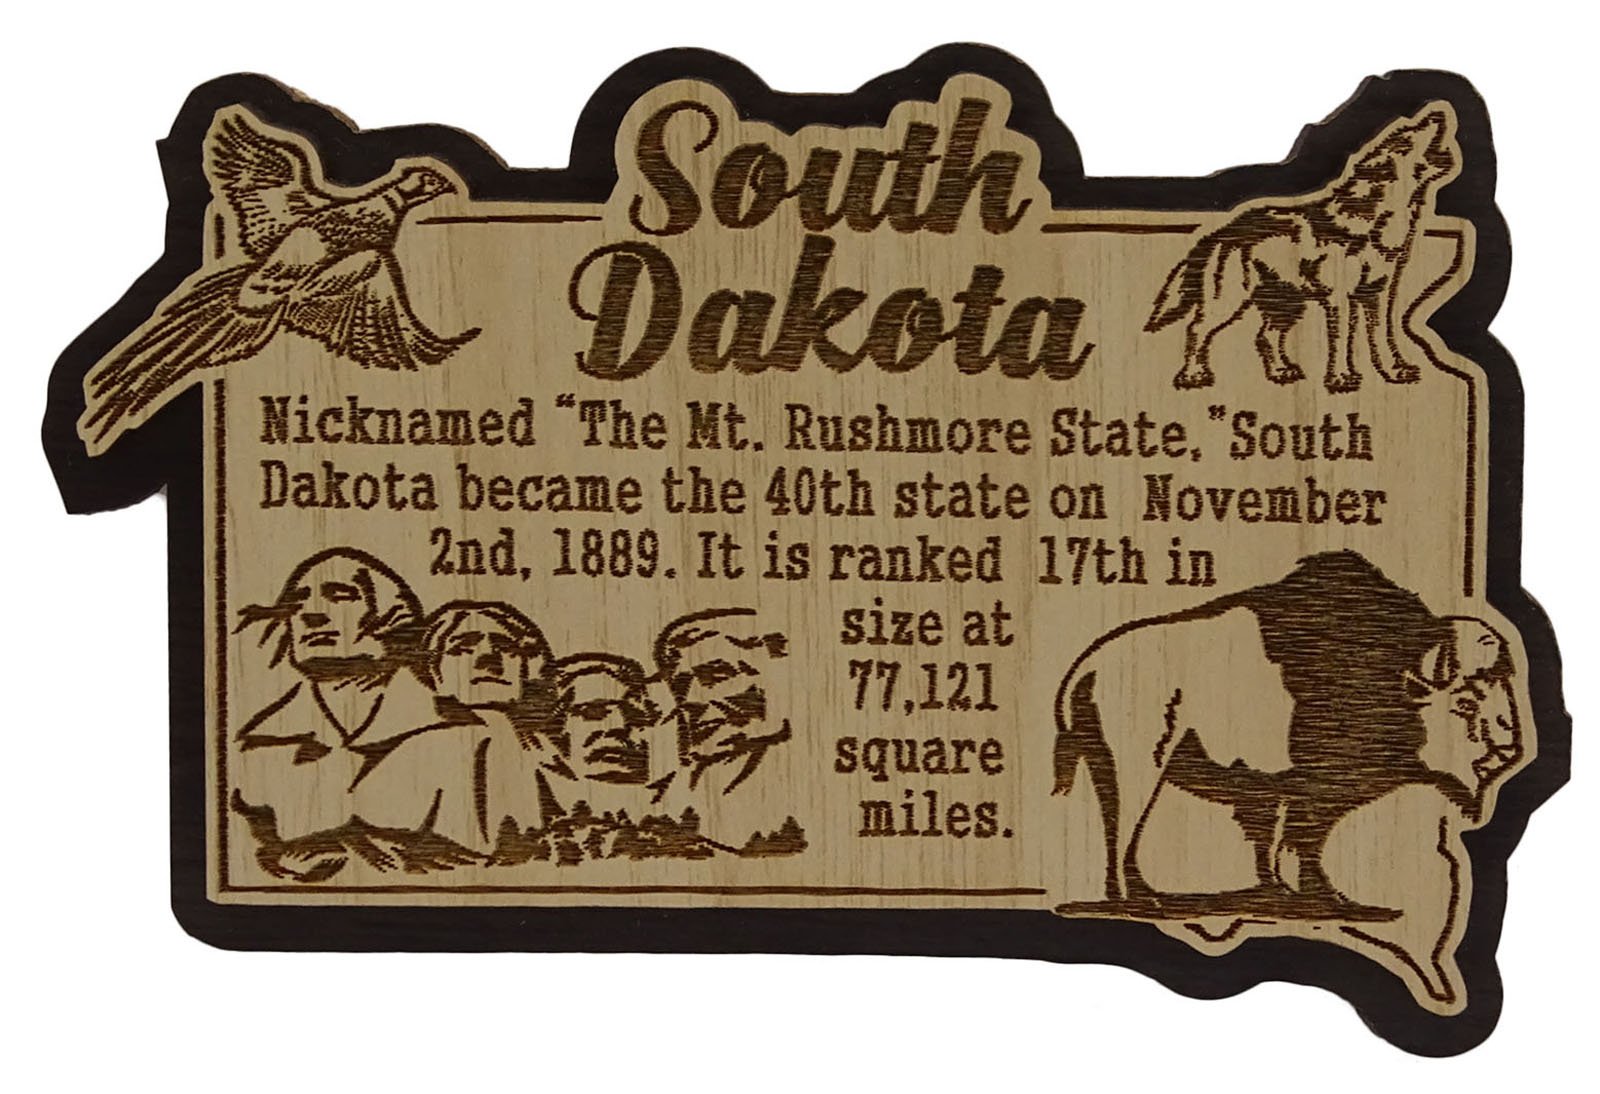 South
Dakota
Nicknamed “The Mt. Rushmore State,” South
Dakota became the 40th state on November
2nd, 1889. It is ranked 17th in
size at
77,121
square
miles.